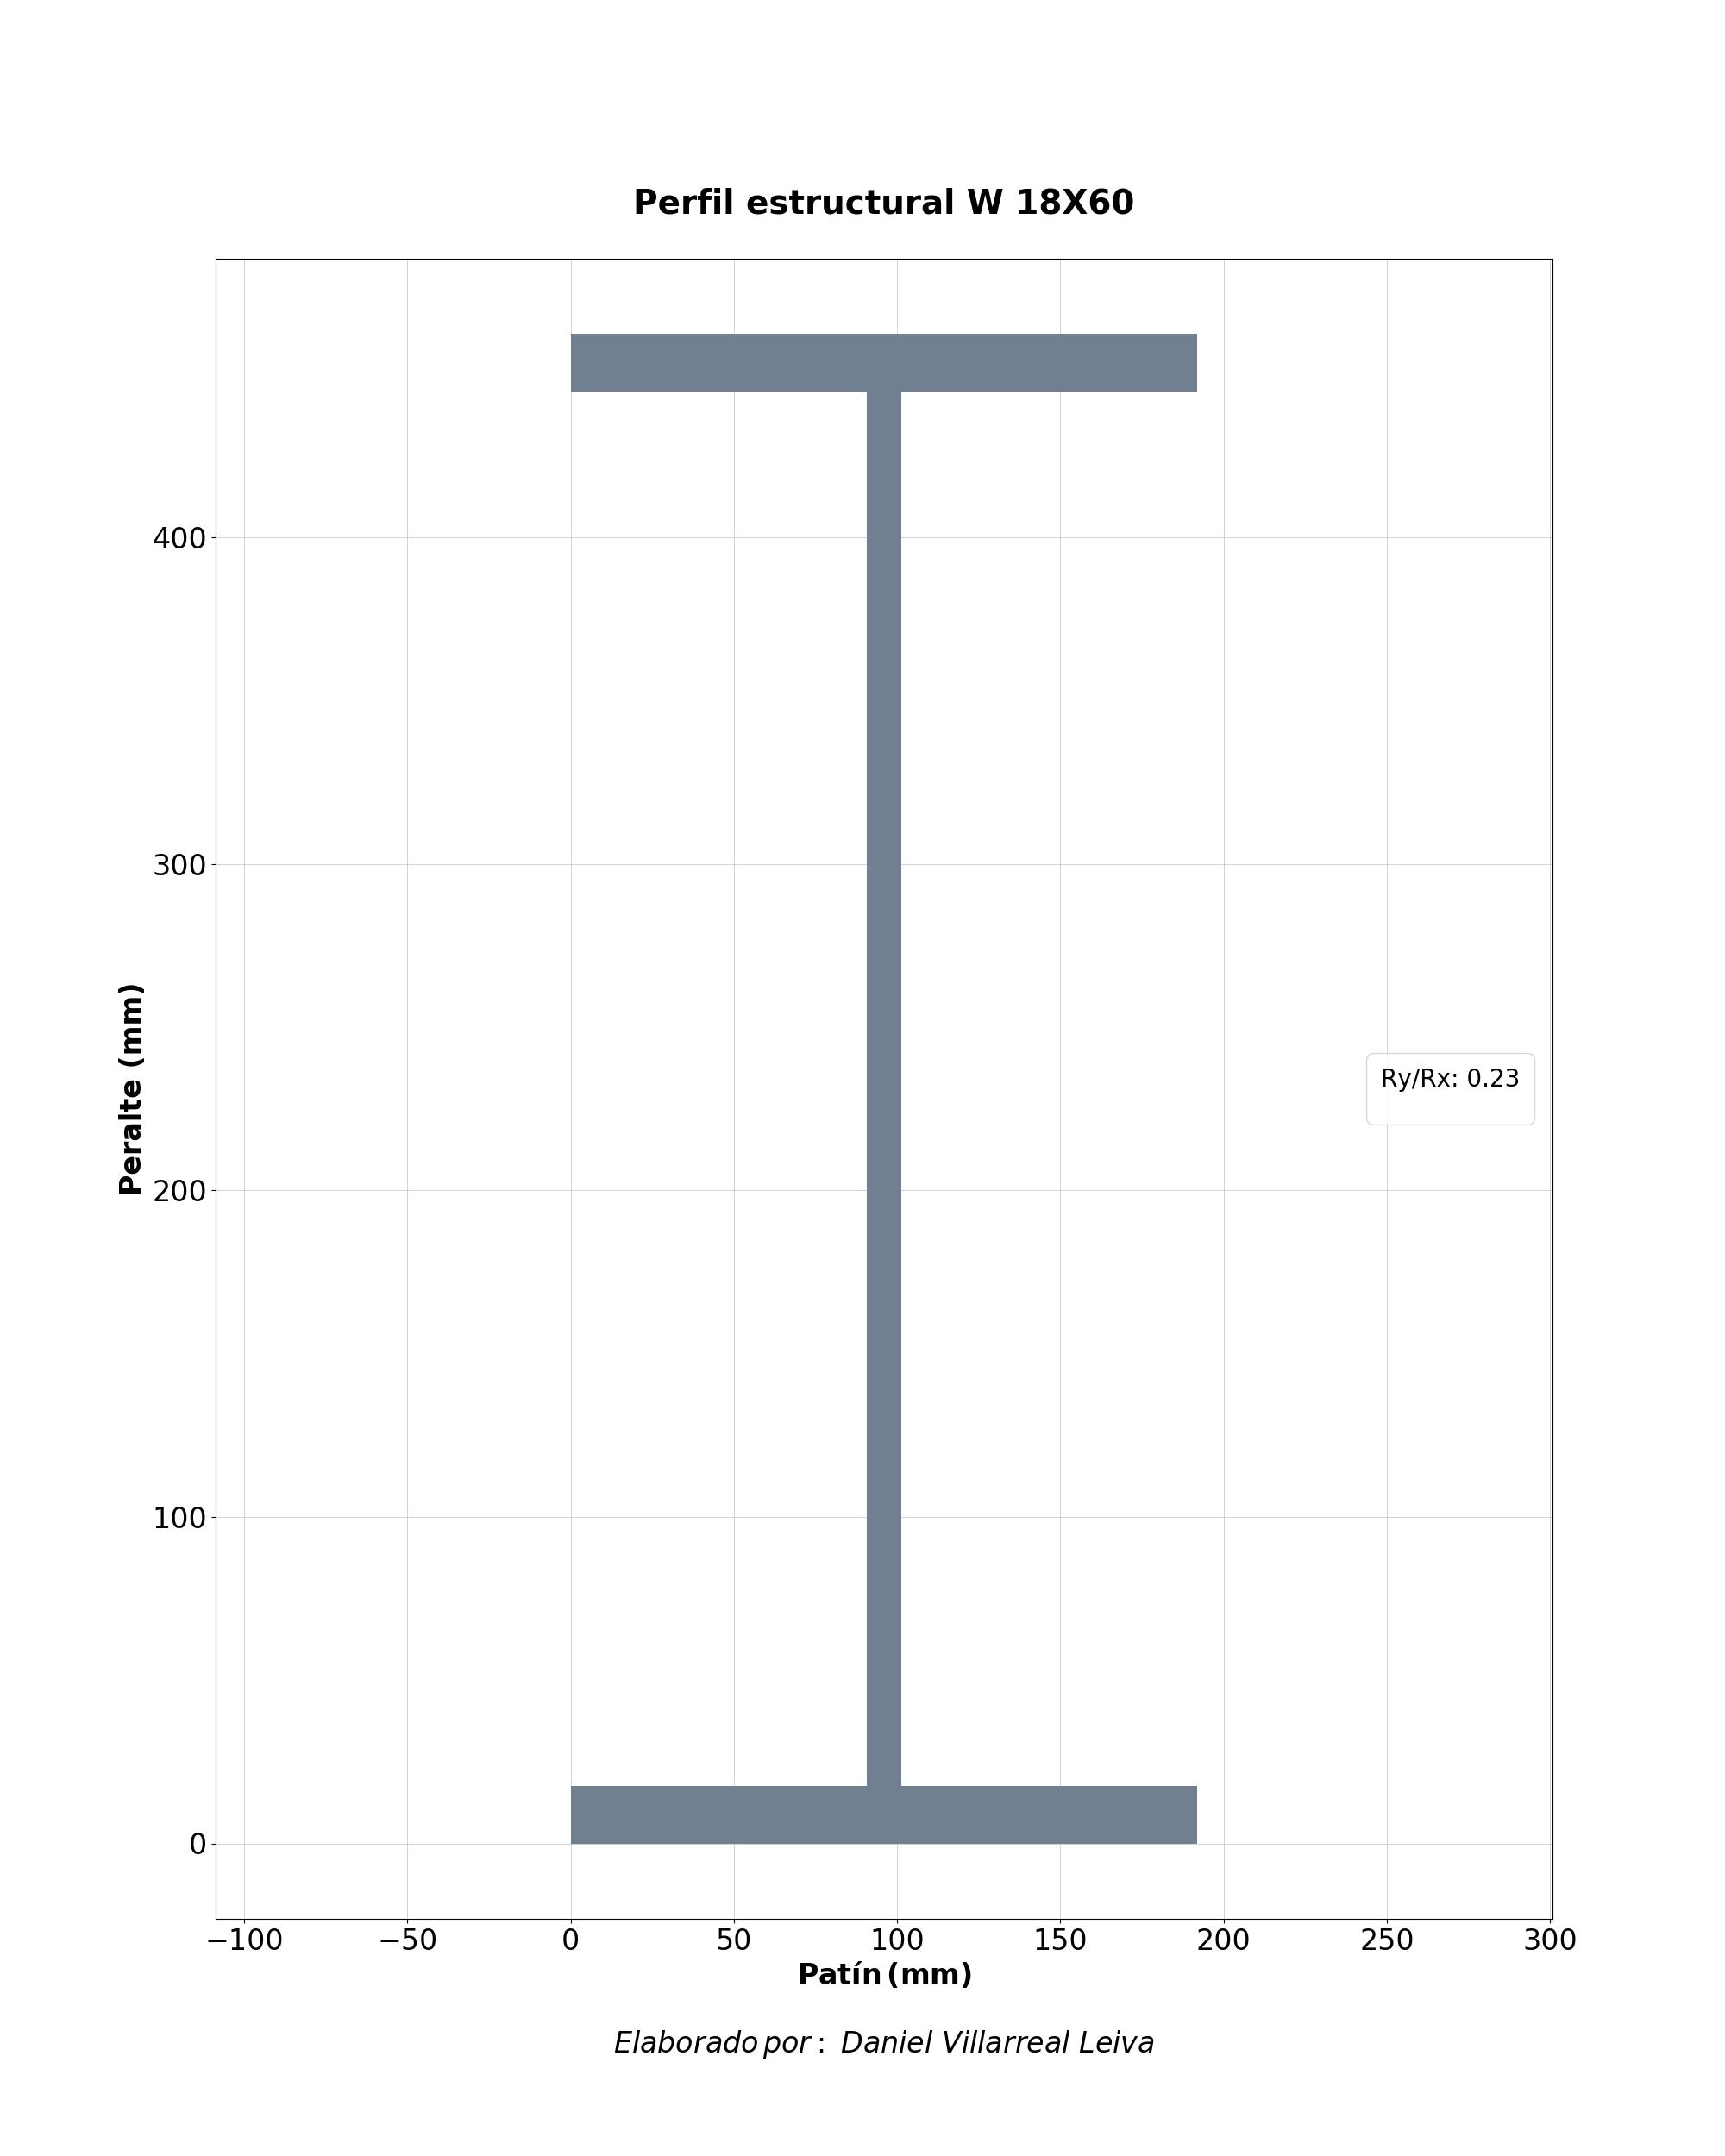 Perfil estructural W 18X60
400
300
200
100
0
Peralte (mm)
Ry/Rx: 0.23
−100 −50 0 50 100 150 200 250 300
Patín (mm)
Elaborado por: Daniel Villarreal Leiva